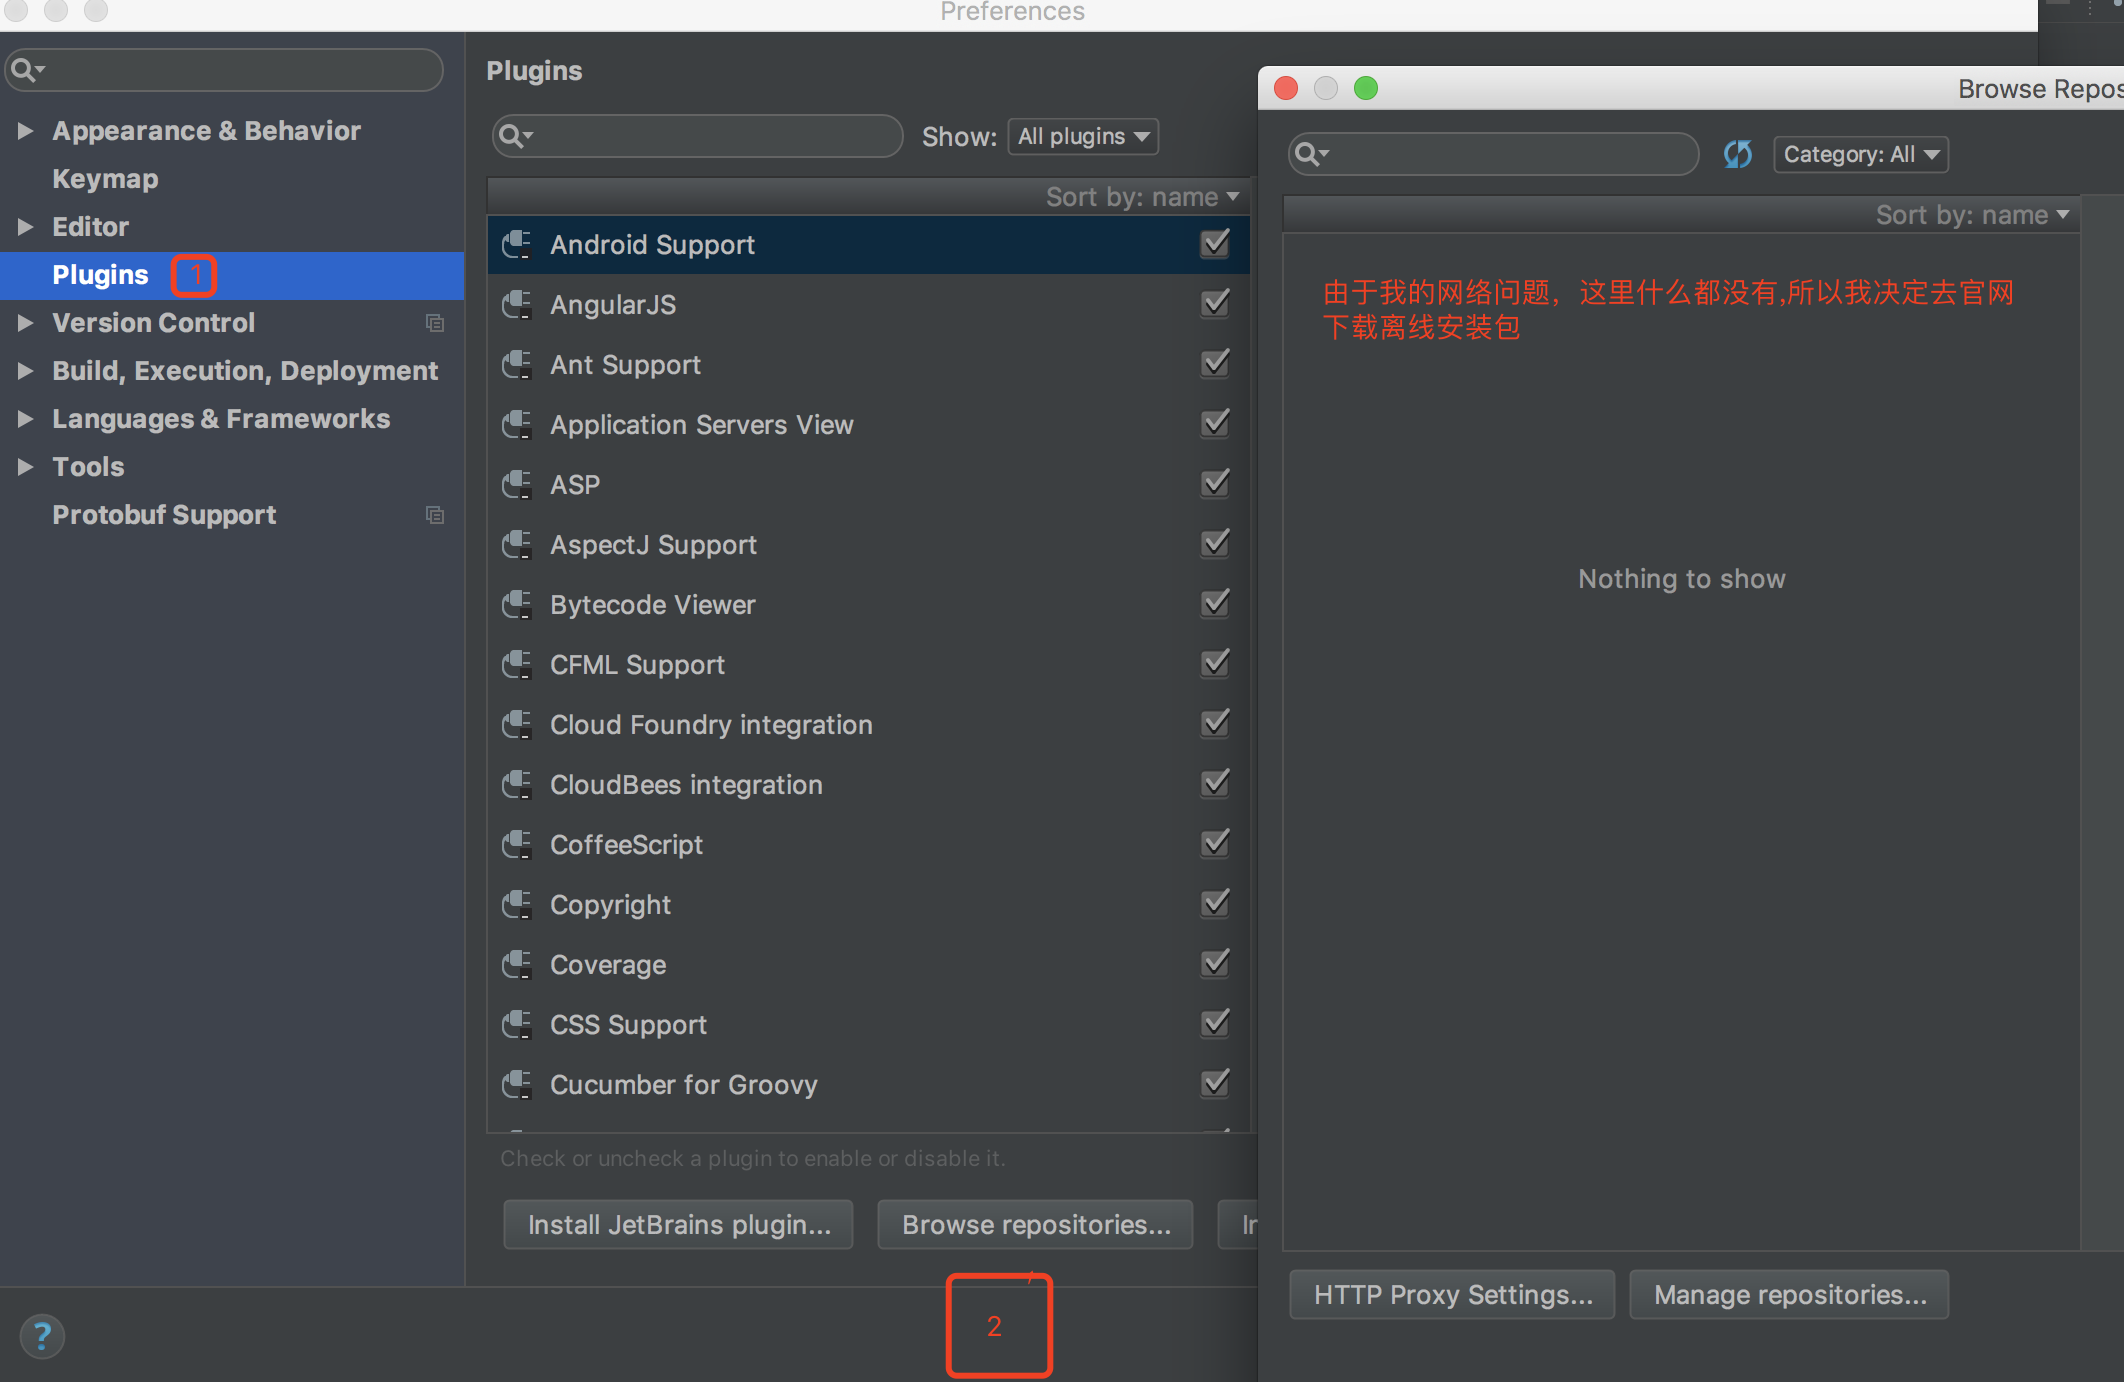 Preferences
Appearance & Behavior
Keymap
Editor
Plugins 1
Version Control
Build, Execution, Deployment
Languages & Frameworks
Tools
Protobuf Support
Plugins
Show: All plugins
Sort by: name
Android Support
AngularJS
Ant Support
Application Servers View
ASP
AspectJ Support
Bytecode Viewer
CFML Support
Cloud Foundry integration
CloudBees integration
CoffeeScript
Copyright
Coverage
CSS Support
Cucumber for Groovy
Check or uncheck a plugin to enable or disable it.
Install JetBrains plugin... Browse repositories...
2
?
Browse Repos
Category: All
Sort by: name
由于我的网络问题，这里什么都没有,所以我决定去官网
下载离线安装包
Nothing to show
HTTP Proxy Settings... Manage repositories...